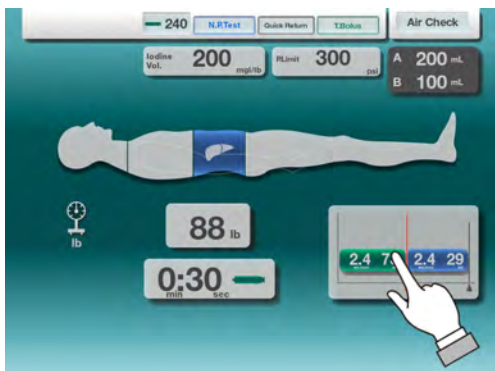 240 N.P.Test Quick Return T.Bolus Air Check
Iodine Vol. 200 mgI/lb P.Limit 300 psi A 200 mL
B 100 mL
lb
88 lb
2.4 2.4 29
0:30
min sec